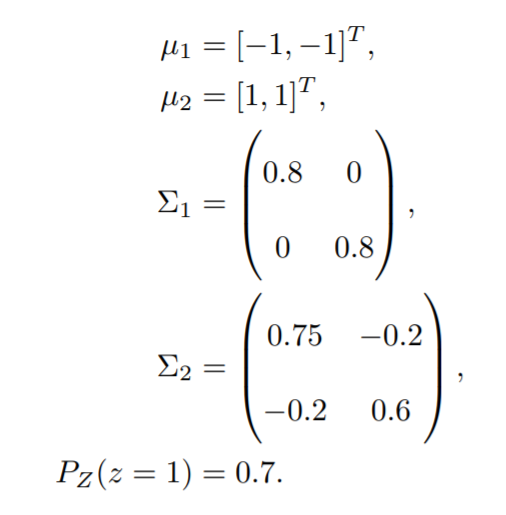 μ₁ = [−1, −1]ᵀ,
μ₂ = [1, 1]ᵀ,
Σ₁ = ( 0.8 0
0 0.8 ) ,
Σ₂ = ( 0.75 −0.2
−0.2 0.6 ) ,
P_Z(z = 1) = 0.7.